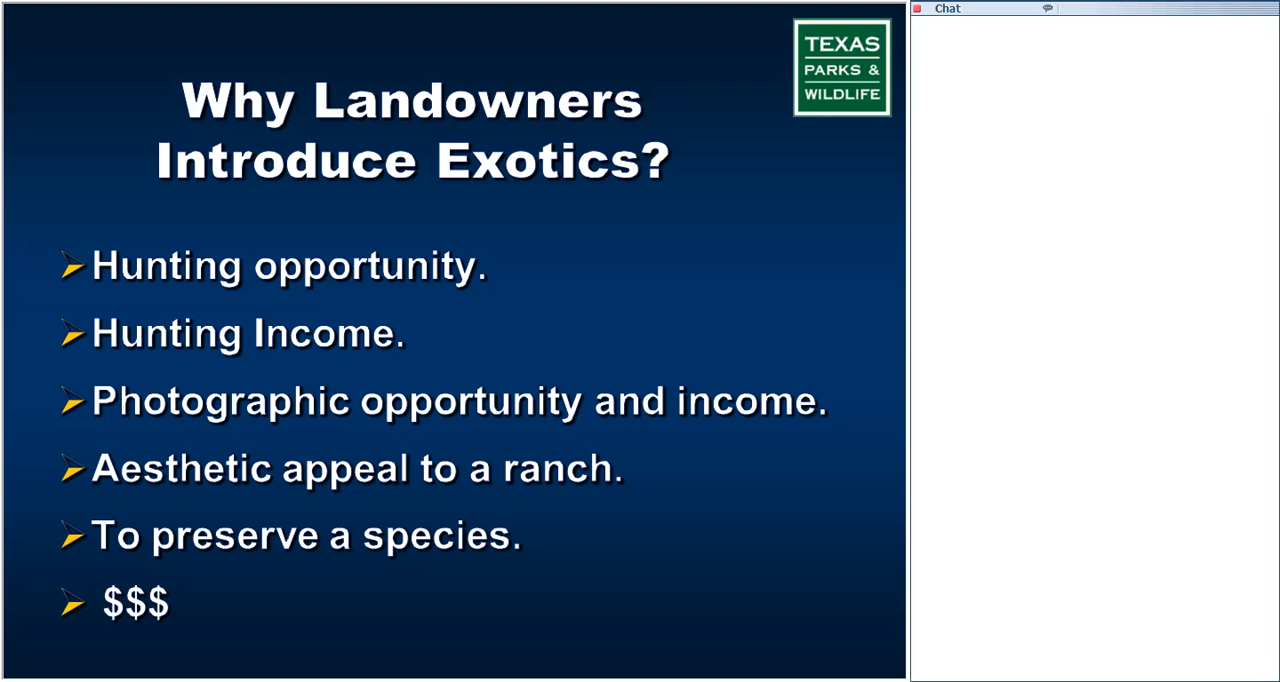 Why Landowners
Introduce Exotics?
TEXAS
PARKS &
WILDLIFE
Hunting opportunity.
Hunting Income.
Photographic opportunity and income.
Aesthetic appeal to a ranch.
To preserve a species.
$$$
Chat